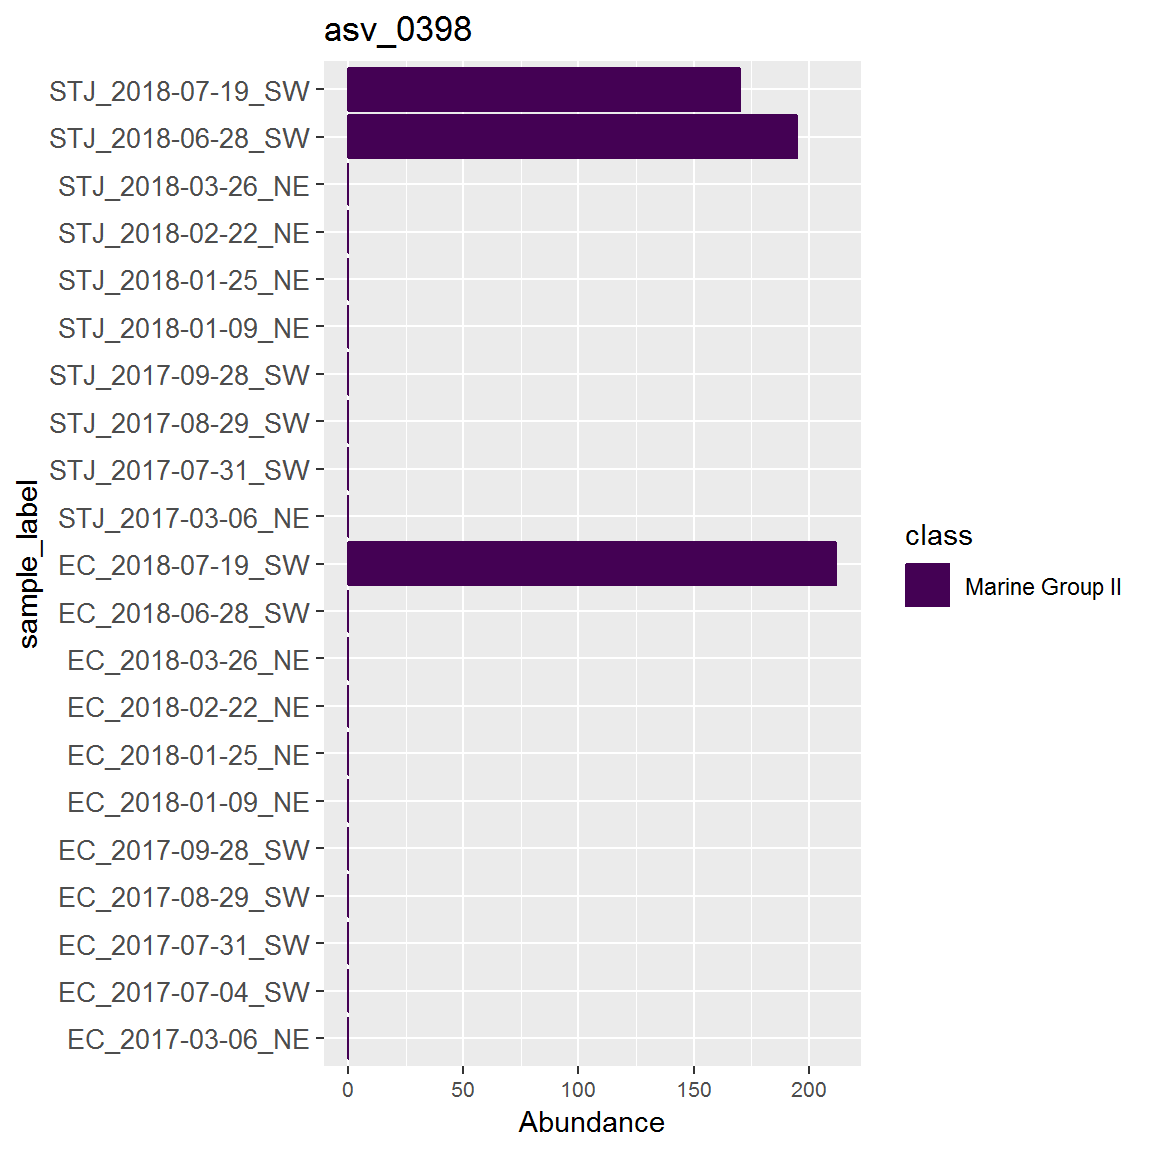 asv_0398
STJ_2018-07-19_SW
STJ_2018-06-28_SW
STJ_2018-03-26_NE
STJ_2018-02-22_NE
STJ_2018-01-25_NE
STJ_2018-01-09_NE
STJ_2017-09-28_SW
STJ_2017-08-29_SW
STJ_2017-07-31_SW
STJ_2017-03-06_NE
EC_2018-07-19_SW
EC_2018-06-28_SW
EC_2018-03-26_NE
EC_2018-02-22_NE
EC_2018-01-25_NE
EC_2018-01-09_NE
EC_2017-09-28_SW
EC_2017-08-29_SW
EC_2017-07-31_SW
EC_2017-07-04_SW
EC_2017-03-06_NE
sample_label
0 50 100 150 200
Abundance
class
Marine Group II